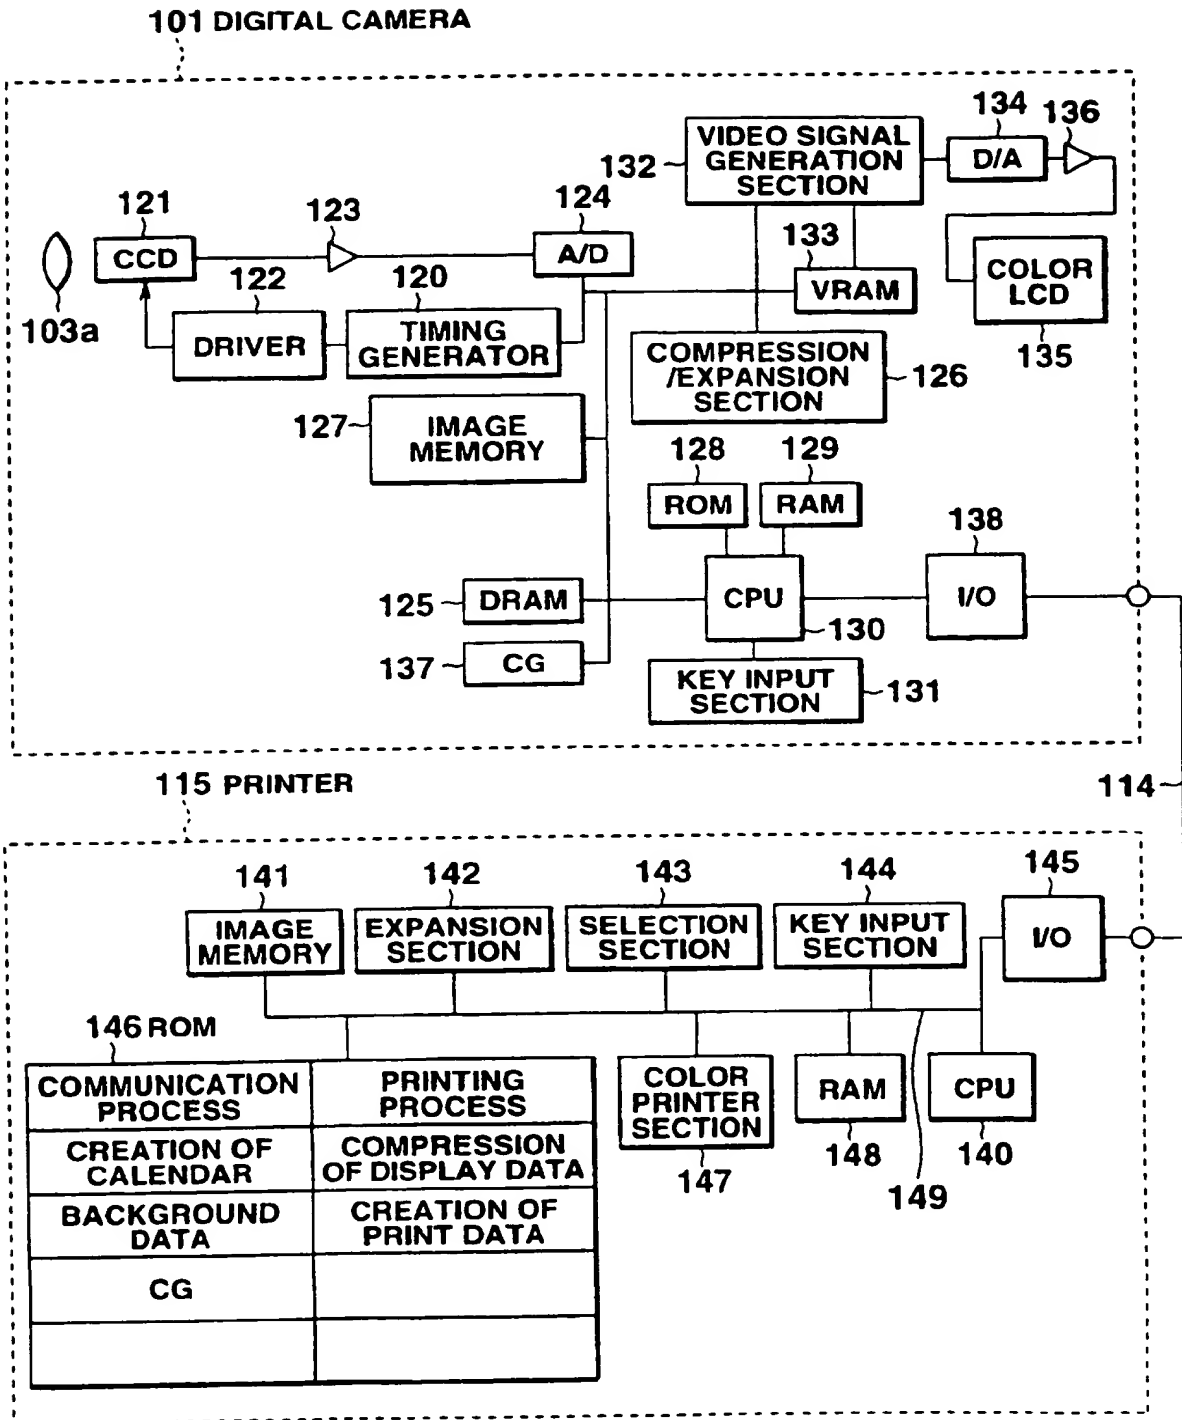 101 DIGITAL CAMERA
134
136
VIDEO SIGNAL
GENERATION
SECTION
132
D/A
121
123
124
133
CCD
A/D
VRAM
COLOR
LCD
135
103a
122
120
DRIVER
TIMING
GENERATOR
COMPRESSION
/EXPANSION
SECTION
126
127
IMAGE
MEMORY
128
129
ROM
RAM
138
125
DRAM
CPU
I/O
130
137
CG
KEY INPUT
SECTION
131
115 PRINTER
114
141
142
143
144
145
IMAGE
MEMORY
EXPANSION
SECTION
SELECTION
SECTION
KEY INPUT
SECTION
I/O
146 ROM
COMMUNICATION
PROCESS
PRINTING
PROCESS
CREATION OF
CALENDAR
COMPRESSION
OF DISPLAY DATA
BACKGROUND
DATA
CREATION OF
PRINT DATA
CG
COLOR
PRINTER
SECTION
RAM
CPU
147
148
149
140